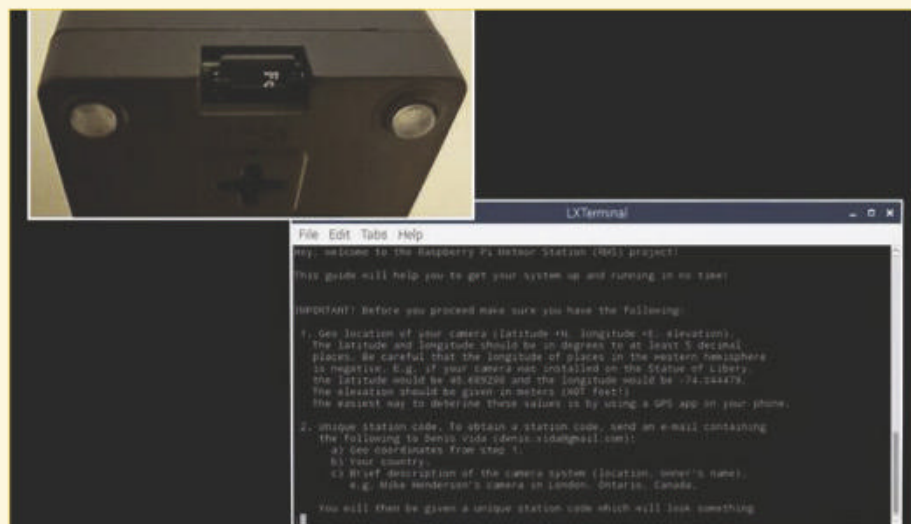 LXTerminal
File Edit Tabs Help
Hey, welcome to the Raspberry Pi Meteor Station (RMS) project!
This guide will help you to get your system up and running in no time!
IMPORTANT! Before you proceed make sure you have the following:
1. Geo location of your camera (latitude +N, longitude +E, elevation).
The latitude and longitude should be in degrees to at least 5 decimal
places. Be careful that the longitude of places in the western hemisphere
is negative. E.g. if your camera was installed on the Statue of Libery,
the latitude would be and the longitude would be
The elevation should be given in meters (NOT feet!)
The easiest way to deterine these values is by using a GPS app on your phone.
2. Unique station code. To obtain a station code, send an e-mail containing
the following to Denis Vida (denis.vida@gmail.com):
a) Geo coordinates from step 1.
b) Your country.
c) Brief description of the camera system (location, owner's name),
e.g. Mike Henderson's camera in London, Ontario, Canada.
You will then be given a unique station code which will look something